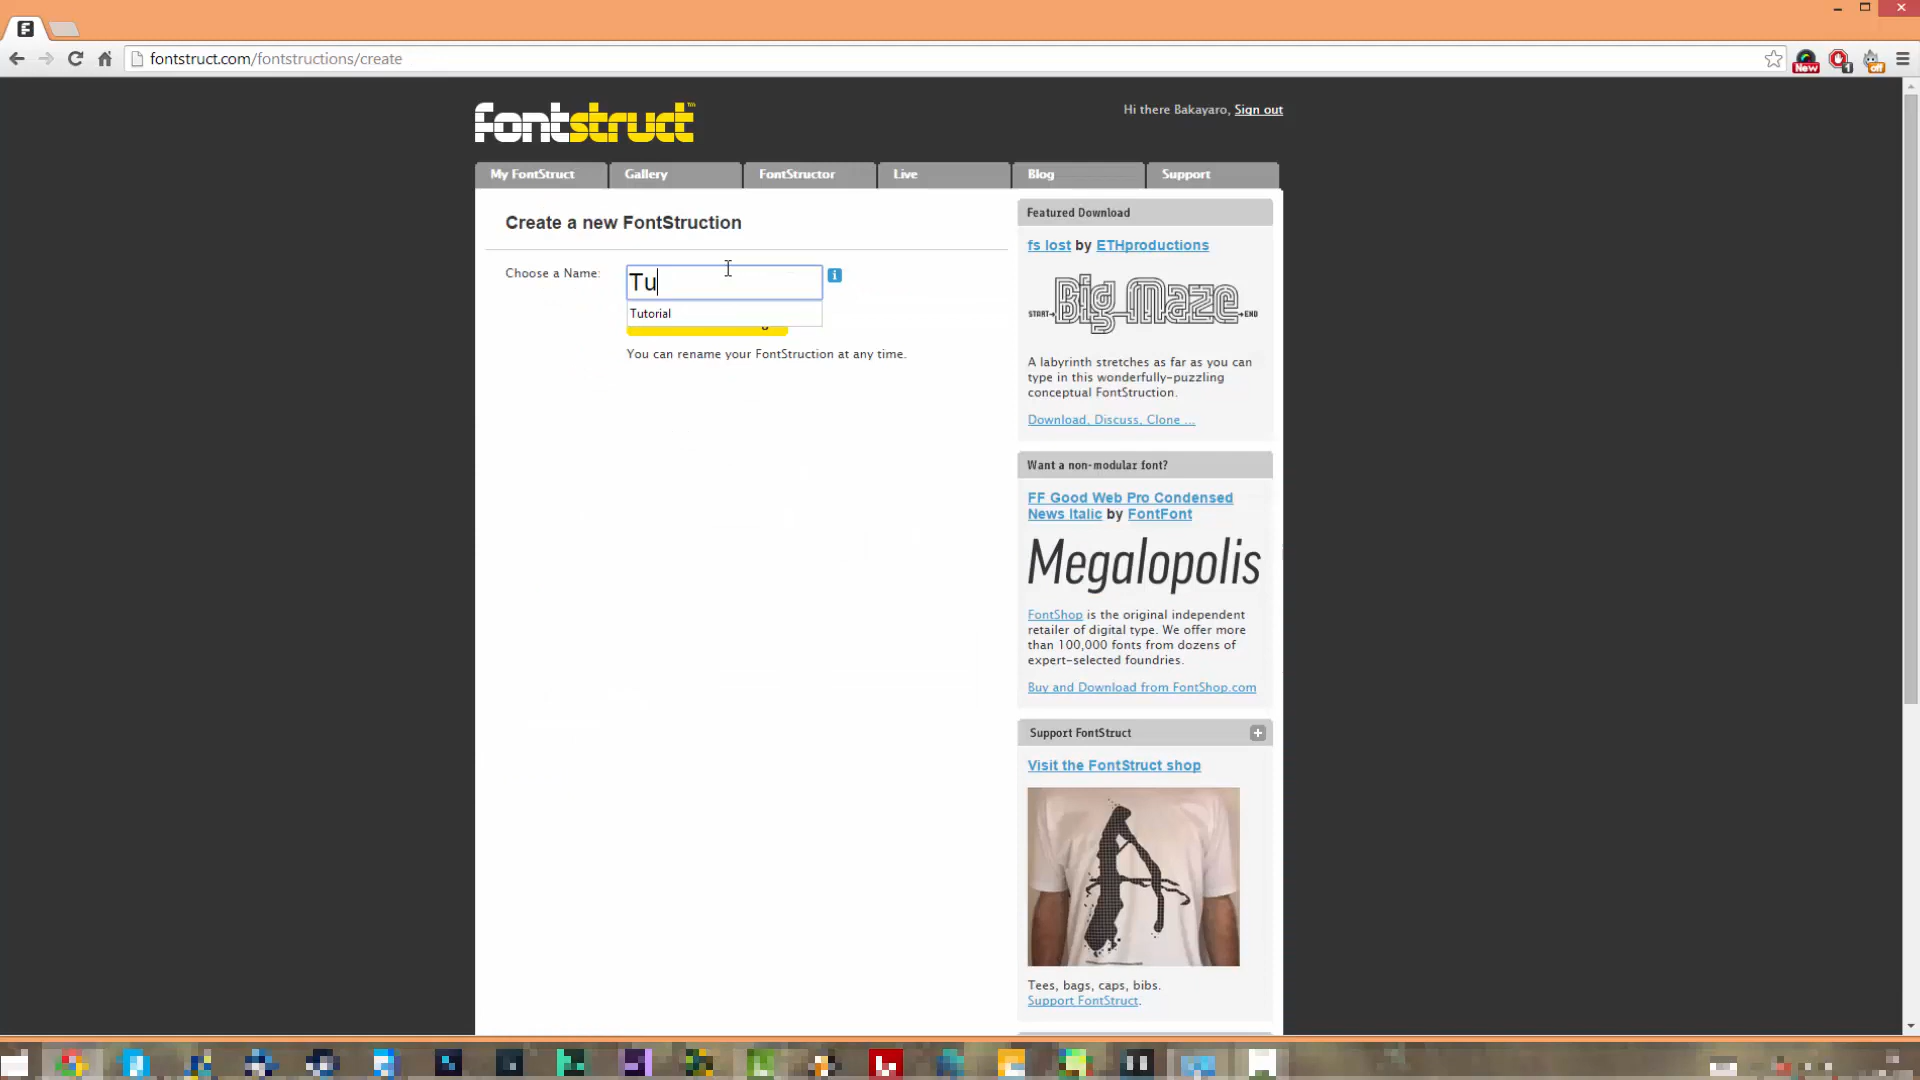 fontstruct.com/fontstructions/create
New
1
off
fontstruct™
Hi there Bakayaro, Sign out
My FontStruct
Gallery
FontStructor
Live
Blog
Support
Create a new FontStruction
Choose a Name:
Tu
i
Tutorial
You can rename your FontStruction at any time.
Featured Download
fs lost by ETHproductions
START Big Maze END
A labyrinth stretches as far as you can
type in this wonderfully-puzzling
conceptual FontStruction.
Download, Discuss, Clone ...
Want a non-modular font?
FF Good Web Pro Condensed
News Italic by FontFont
Megalopolis
FontShop is the original independent
retailer of digital type. We offer more
than 100,000 fonts from dozens of
expert-selected foundries.
Buy and Download from FontShop.com
Support FontStruct
Visit the FontStruct shop
Tees, bags, caps, bibs.
Support FontStruct.